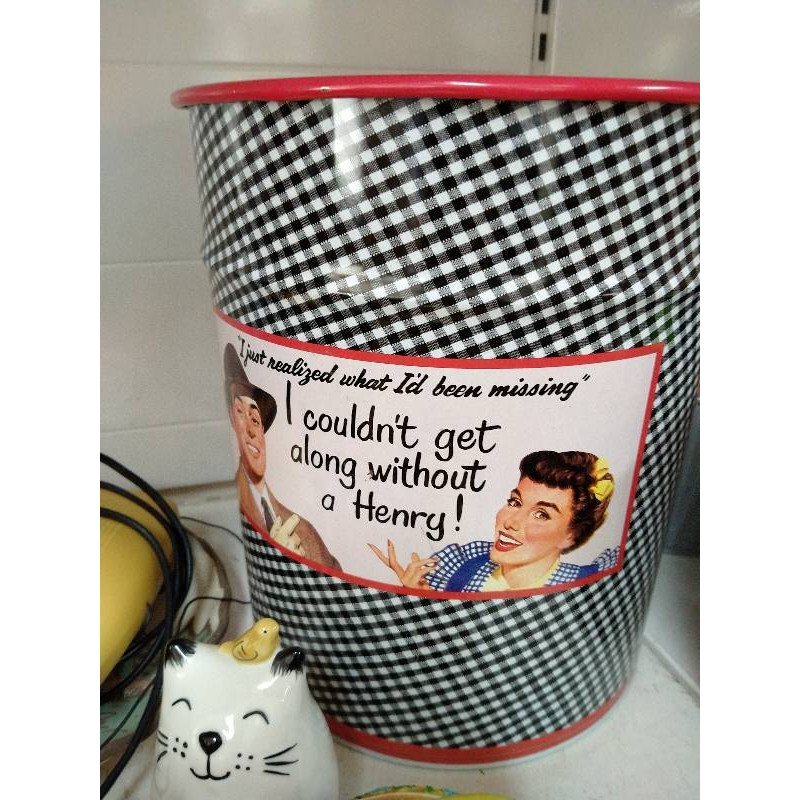 "I just realized what I'd been missing"
I couldn't get
along without
a Henry!